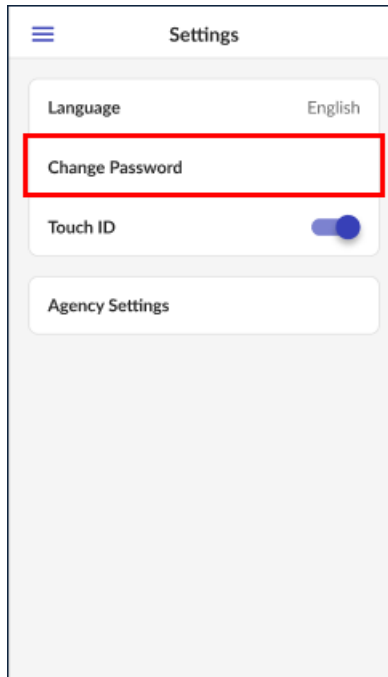 Settings
Language English
Change Password
Touch ID
Agency Settings